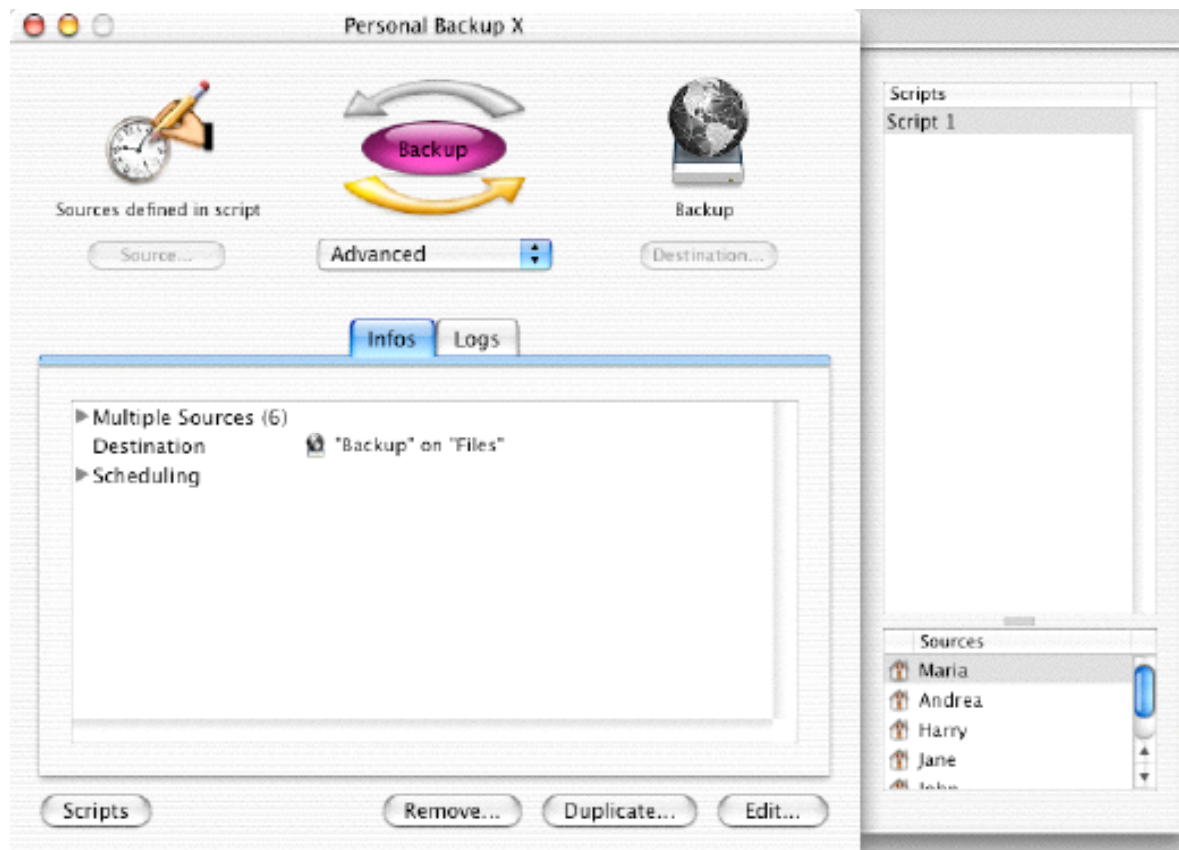 Personal Backup X
Backup
Sources defined in script
Backup
Source...
Advanced
Destination...
Infos
Logs
Multiple Sources (6)
Destination "Backup" on "Files"
Scheduling
Scripts
Remove...
Duplicate...
Edit...
Scripts
Script 1
Sources
Maria
Andrea
Harry
Jane